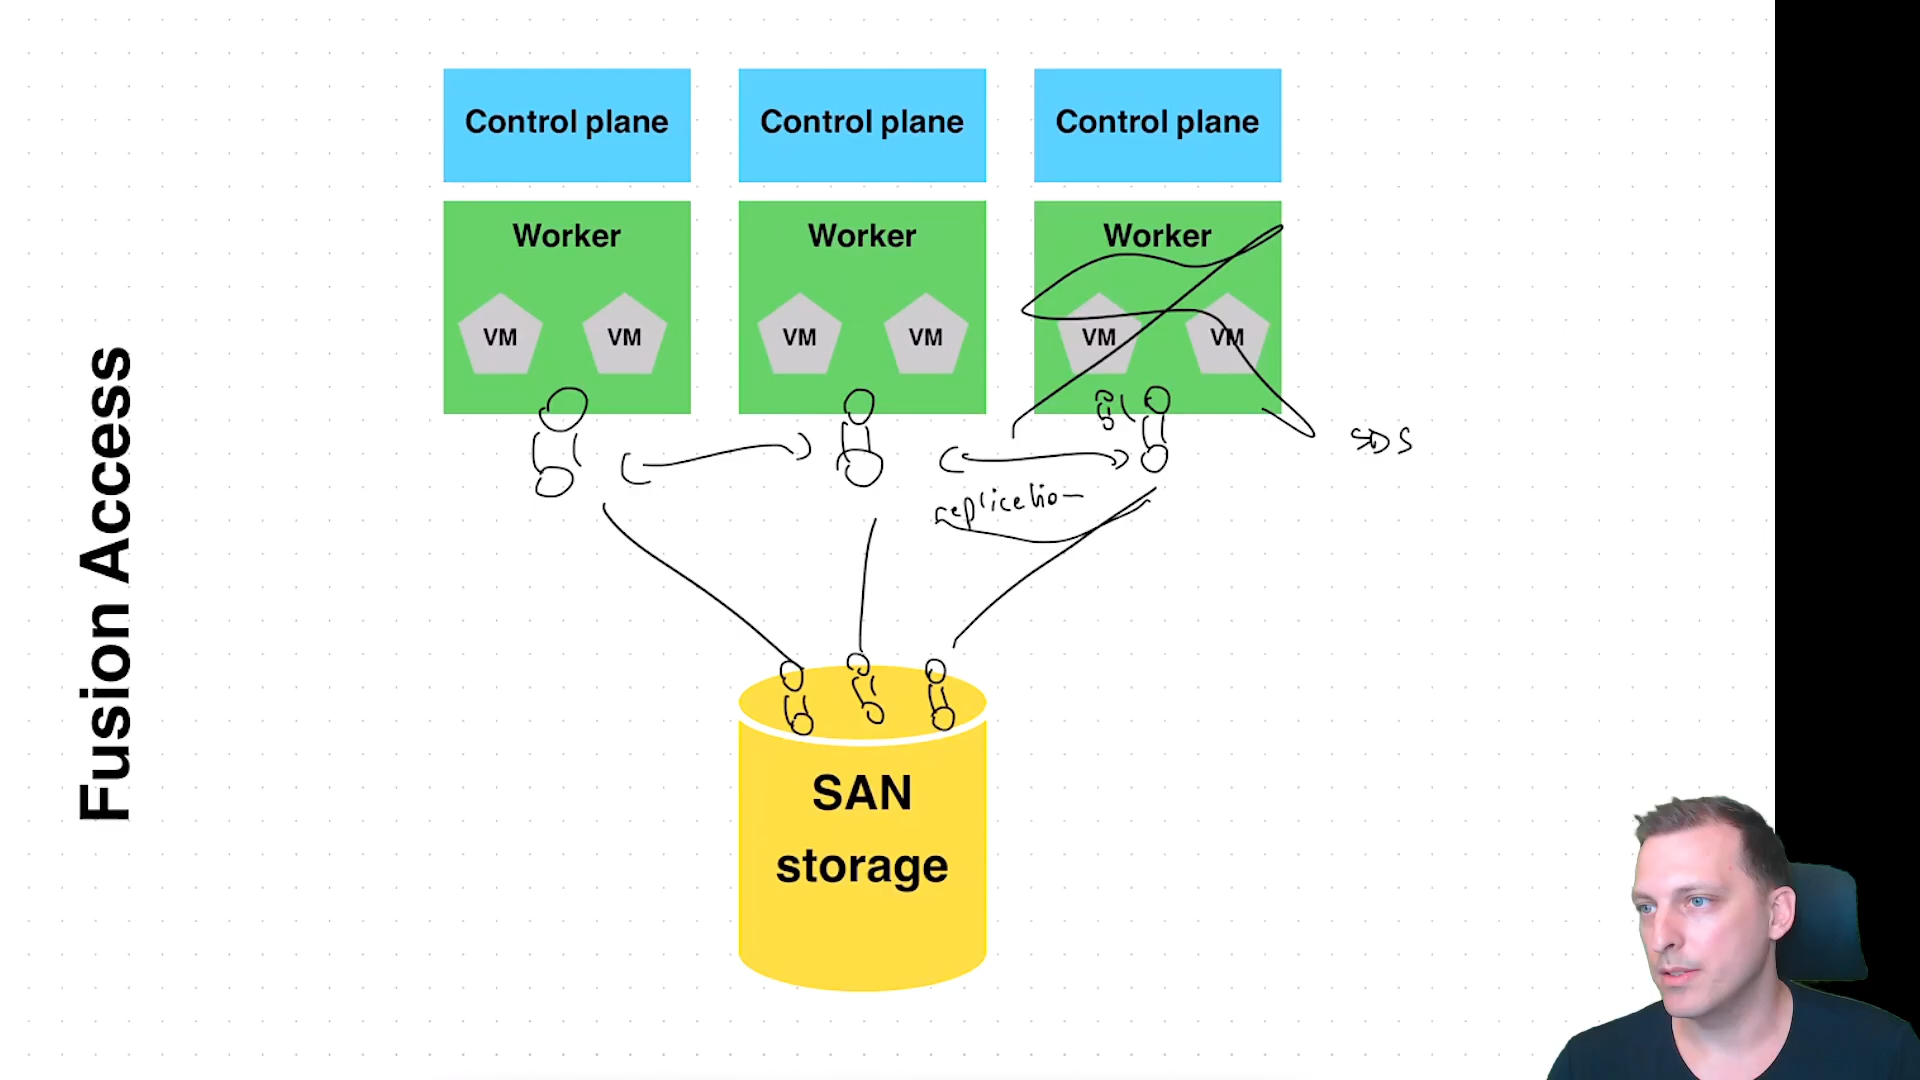 Fusion Access
Control plane
Control plane
Control plane
Worker
Worker
Worker
VM
VM
VM
VM
VM
VM
SDS
replication
SAN
storage